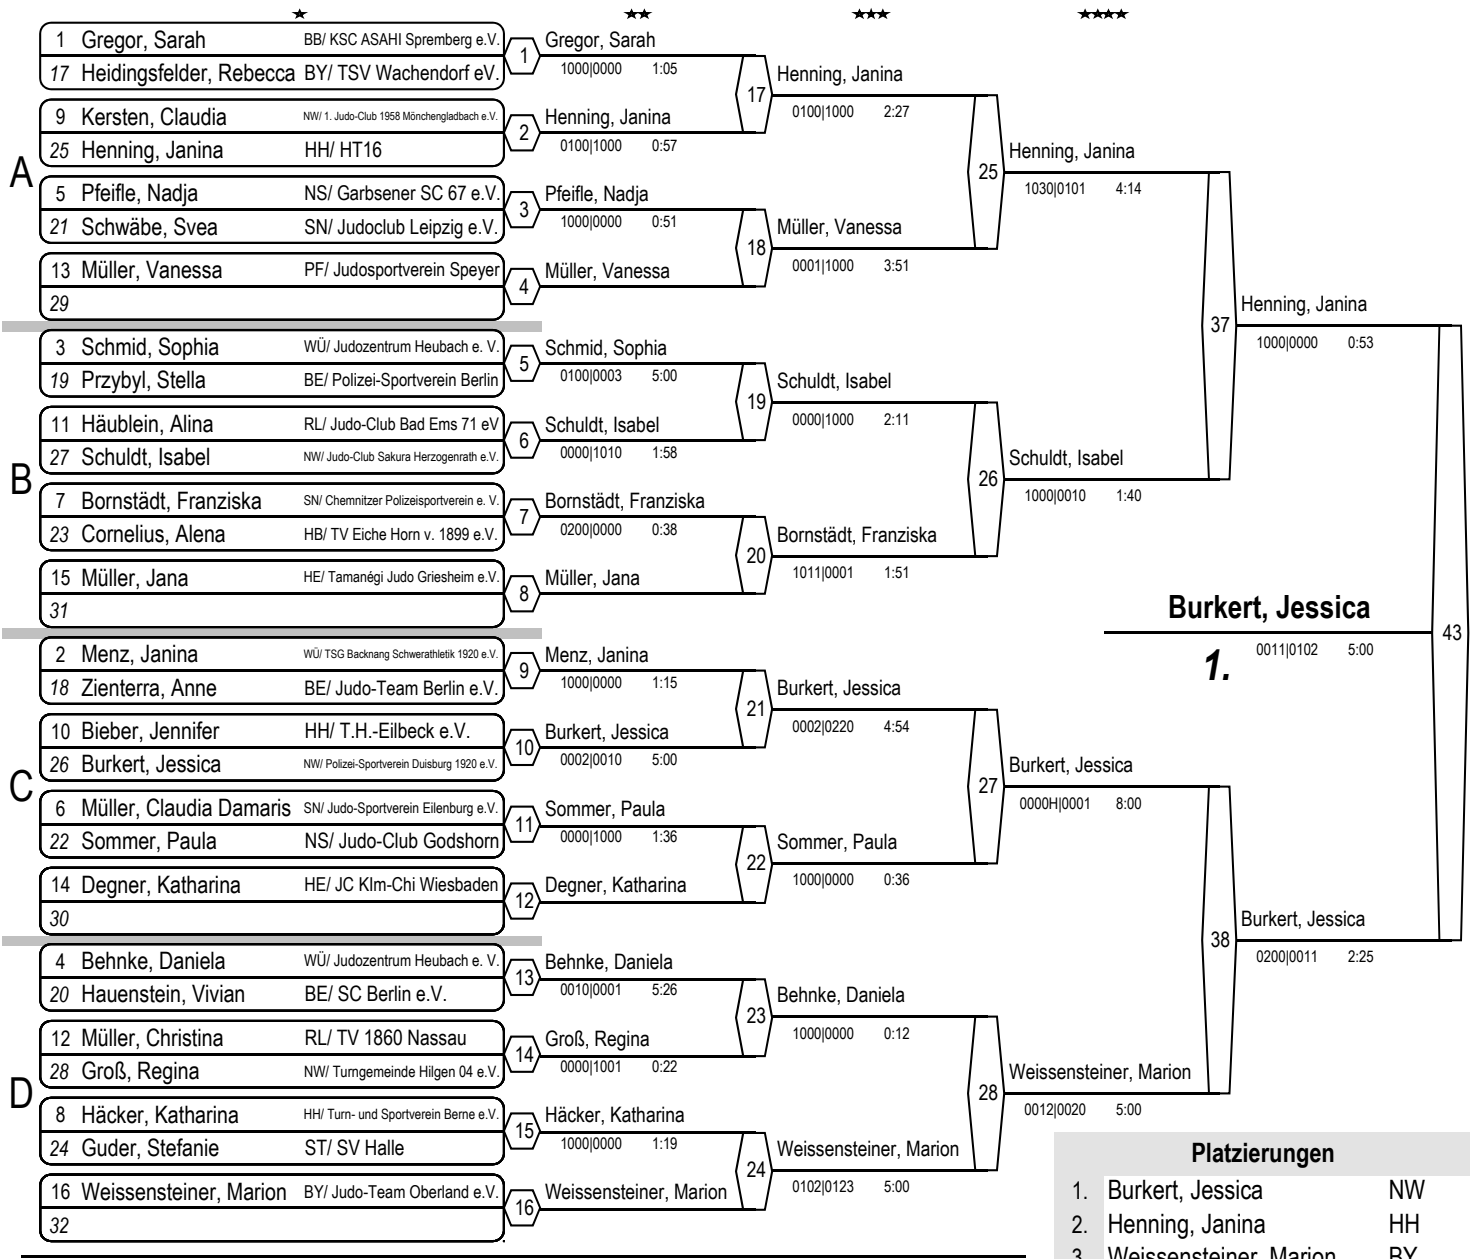 ★ ★★ ★★★ ★★★★
A
1 Gregor, Sarah BB/ KSC ASAHI Spremberg e.V.
17 Heidingsfelder, Rebecca BY/ TSV Wachendorf eV.
9 Kersten, Claudia NW/ 1. Judo-Club 1958 Mönchengladbach e.V.
25 Henning, Janina HH/ HT16
5 Pfeifle, Nadja NS/ Garbsener SC 67 e.V.
21 Schwäbe, Svea SN/ Judoclub Leipzig e.V.
13 Müller, Vanessa PF/ Judosportverein Speyer
29
B
3 Schmid, Sophia WÜ/ Judozentrum Heubach e. V.
19 Przybyl, Stella BE/ Polizei-Sportverein Berlin
11 Häublein, Alina RL/ Judo-Club Bad Ems 71 eV
27 Schuldt, Isabel NW/ Judo-Club Sakura Herzogenrath e.V.
7 Bornstädt, Franziska SN/ Chemnitzer Polizeisportverein e. V.
23 Cornelius, Alena HB/ TV Eiche Horn v. 1899 e.V.
15 Müller, Jana HE/ Tamanégi Judo Griesheim e.V.
31
C
2 Menz, Janina WÜ/ TSG Backnang Schwerathletik 1920 e.V.
18 Zienterra, Anne BE/ Judo-Team Berlin e.V.
10 Bieber, Jennifer HH/ T.H.-Eilbeck e.V.
26 Burkert, Jessica NW/ Polizei-Sportverein Duisburg 1920 e.V.
6 Müller, Claudia Damaris SN/ Judo-Sportverein Eilenburg e.V.
22 Sommer, Paula NS/ Judo-Club Godshorn
14 Degner, Katharina HE/ JC KIm-Chi Wiesbaden
30
D
4 Behnke, Daniela WÜ/ Judozentrum Heubach e. V.
20 Hauenstein, Vivian BE/ SC Berlin e.V.
12 Müller, Christina RL/ TV 1860 Nassau
28 Groß, Regina NW/ Turngemeinde Hilgen 04 e.V.
8 Häcker, Katharina HH/ Turn- und Sportverein Berne e.V.
24 Guder, Stefanie ST/ SV Halle
16 Weissensteiner, Marion BY/ Judo-Team Oberland e.V.
32
1 Gregor, Sarah
1000|0000 1:05
2 Henning, Janina
0100|1000 0:57
3 Pfeifle, Nadja
1000|0000 0:51
4 Müller, Vanessa
5 Schmid, Sophia
0100|0003 5:00
6 Schuldt, Isabel
0000|1010 1:58
7 Bornstädt, Franziska
0200|0000 0:38
8 Müller, Jana
9 Menz, Janina
1000|0000 1:15
10 Burkert, Jessica
0002|0010 5:00
11 Sommer, Paula
0000|1000 1:36
12 Degner, Katharina
13 Behnke, Daniela
0010|0001 5:26
14 Groß, Regina
0000|1001 0:22
15 Häcker, Katharina
1000|0000 1:19
16 Weissensteiner, Marion
17 Henning, Janina
0100|1000 2:27
18 Müller, Vanessa
0001|1000 3:51
19 Schuldt, Isabel
0000|1000 2:11
20 Bornstädt, Franziska
1011|0001 1:51
21 Burkert, Jessica
0002|0220 4:54
22 Sommer, Paula
1000|0000 0:36
23 Behnke, Daniela
1000|0000 0:12
24 Weissensteiner, Marion
0102|0123 5:00
25 Henning, Janina
1030|0101 4:14
26 Schuldt, Isabel
1000|0010 1:40
27 Burkert, Jessica
0000H|0001 8:00
28 Weissensteiner, Marion
0012|0020 5:00
37 Henning, Janina
1000|0000 0:53
38 Burkert, Jessica
0200|0011 2:25
43 Burkert, Jessica
1. 0011|0102 5:00
Platzierungen
1. Burkert, Jessica NW
2. Henning, Janina HH
3. Weissensteiner, Marion BY